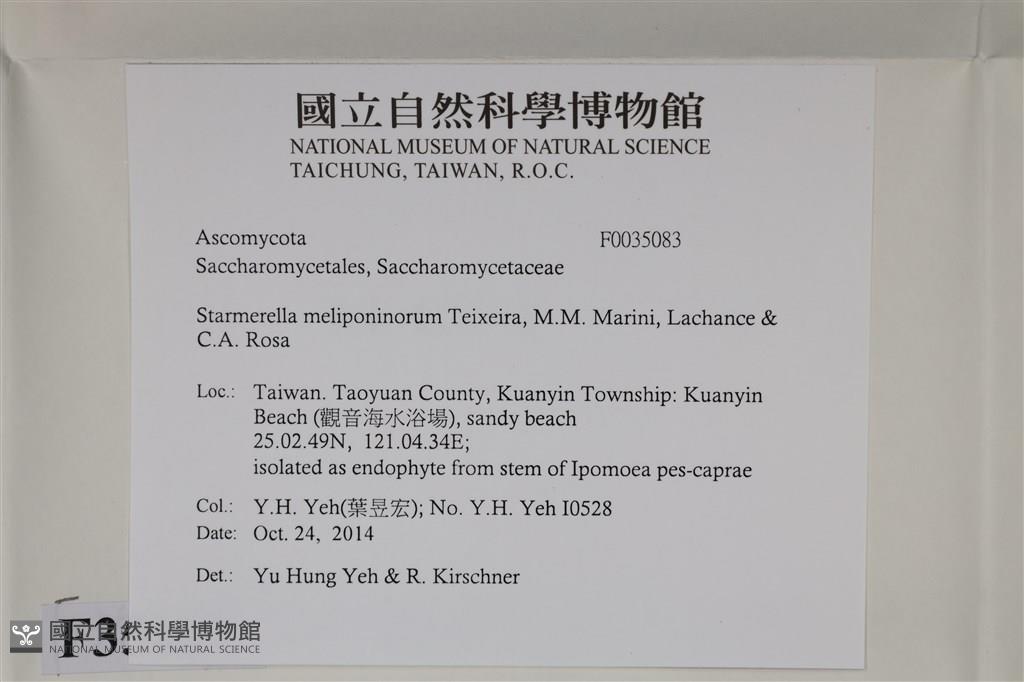 國立自然科學博物館
NATIONAL MUSEUM OF NATURAL SCIENCE
TAICHUNG, TAIWAN, R.O.C.
Ascomycota F0035083
Saccharomycetales, Saccharomycetaceae
Starmerella meliponinorum Teixeira, M.M. Marini, Lachance &
C.A. Rosa
Loc.: Taiwan. Taoyuan County, Kuanyin Township: Kuanyin
Beach (觀音海水浴場), sandy beach
25.02.49N, 121.04.34E;
isolated as endophyte from stem of Ipomoea pes-caprae
Col.: Y.H. Yeh(葉昱宏); No. Y.H. Yeh I0528
Date: Oct. 24, 2014
Det.: Yu Hung Yeh & R. Kirschner
F3
國立自然科學博物館
NATIONAL MUSEUM OF NATURAL SCIENCE